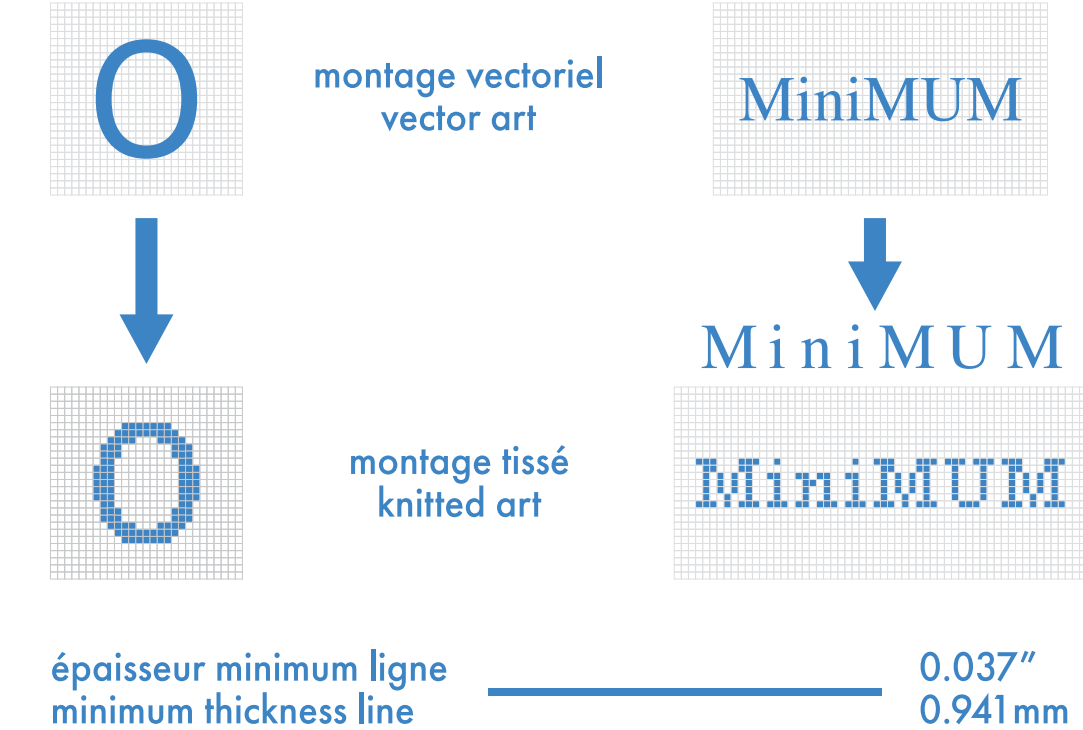 O
montage vectoriel
vector art
MiniMUM
MiniMUM
O
montage tissé
knitted art
MiniMUM
épaisseur minimum ligne
minimum thickness line
0.037”
0.941mm